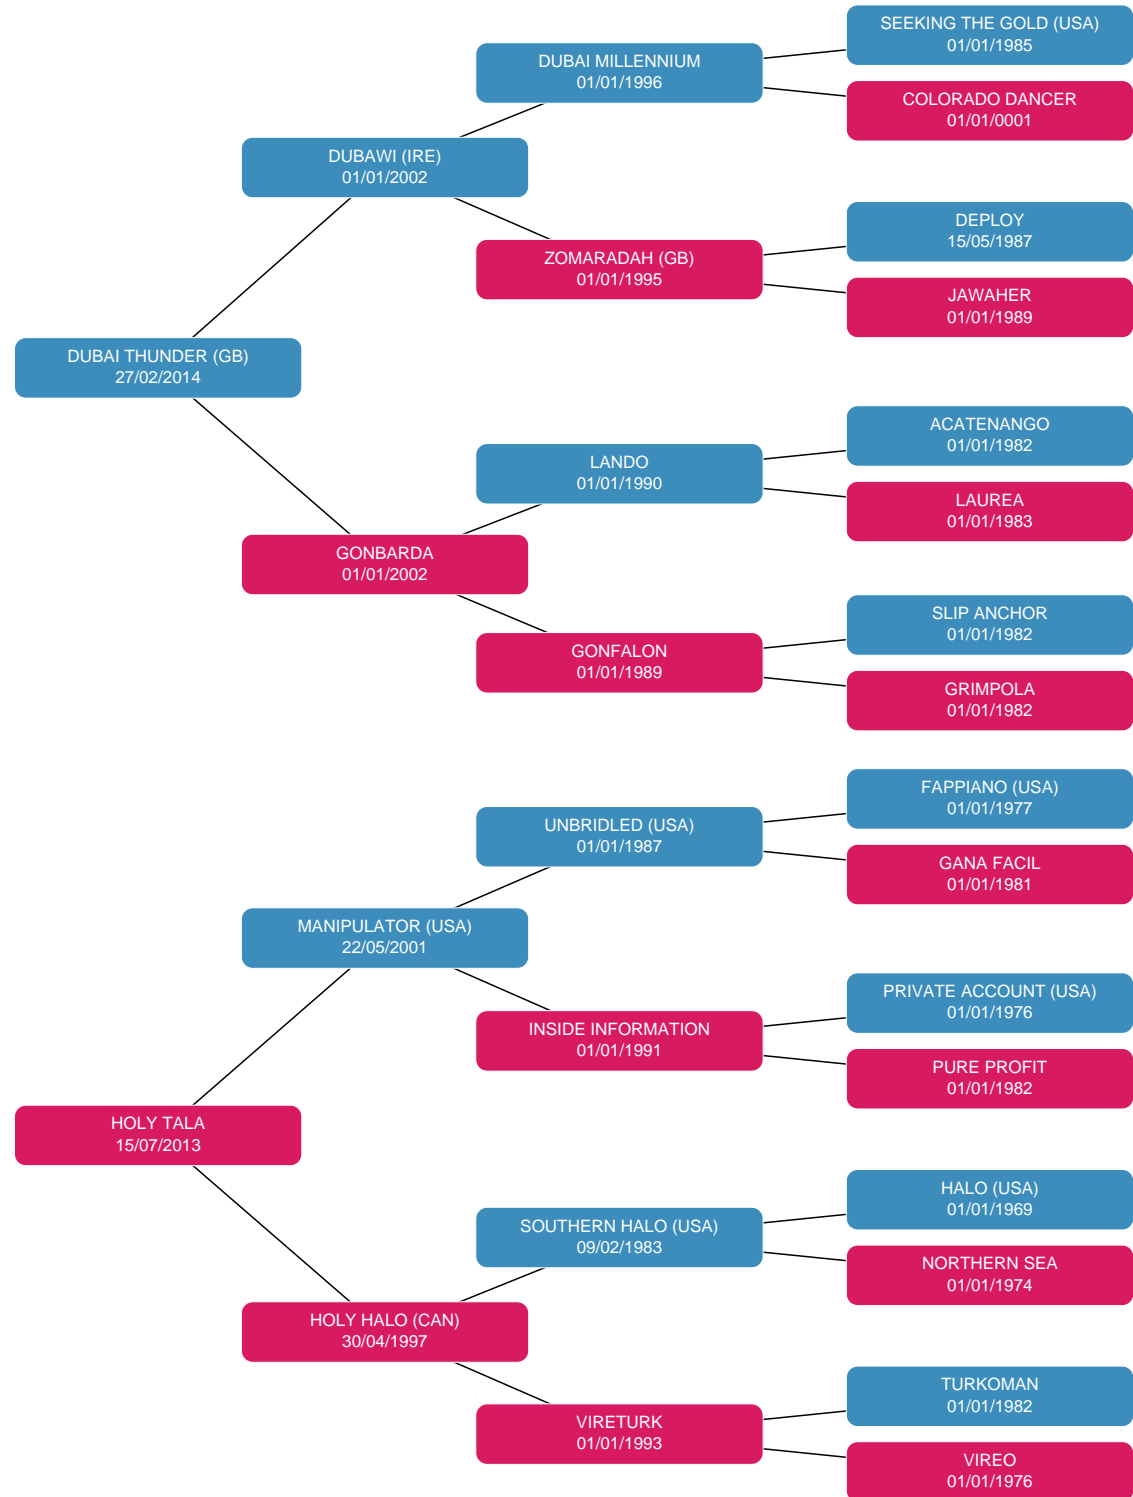 SEEKING THE GOLD (USA)
01/01/1985
DUBAI MILLENNIUM
01/01/1996
COLORADO DANCER
01/01/0001
DUBAWI (IRE)
01/01/2002
DEPLOY
15/05/1987
ZOMARADAH (GB)
01/01/1995
JAWAHER
01/01/1989
DUBAI THUNDER (GB)
27/02/2014
ACATENANGO
01/01/1982
LANDO
01/01/1990
LAUREA
01/01/1983
GONBARDA
01/01/2002
SLIP ANCHOR
01/01/1982
GONFALON
01/01/1989
GRIMPOLA
01/01/1982
FAPPIANO (USA)
01/01/1977
UNBRIDLED (USA)
01/01/1987
GANA FACIL
01/01/1981
MANIPULATOR (USA)
22/05/2001
PRIVATE ACCOUNT (USA)
01/01/1976
INSIDE INFORMATION
01/01/1991
PURE PROFIT
01/01/1982
HOLY TALA
15/07/2013
HALO (USA)
01/01/1969
SOUTHERN HALO (USA)
09/02/1983
NORTHERN SEA
01/01/1974
HOLY HALO (CAN)
30/04/1997
TURKOMAN
01/01/1982
VIRETURK
01/01/1993
VIREO
01/01/1976